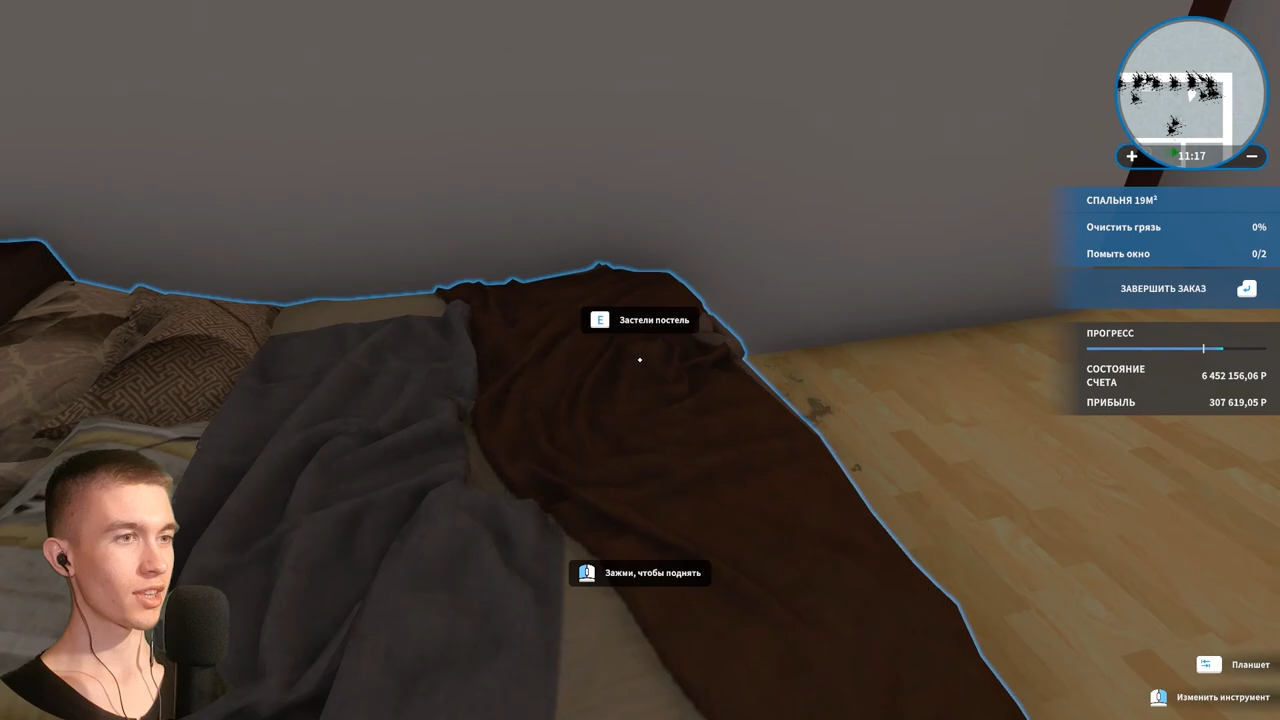 11:17
СПАЛЬНЯ 19М²
Очистить грязь 0%
Помыть окно 0/2
ЗАВЕРШИТЬ ЗАКАЗ
ПРОГРЕСС
СОСТОЯНИЕ СЧЕТА 6 452 156,06 Р
ПРИБЫЛЬ 307 619,05 Р
E Застели постель
Зажми, чтобы поднять
Планшет
Изменить инструмент